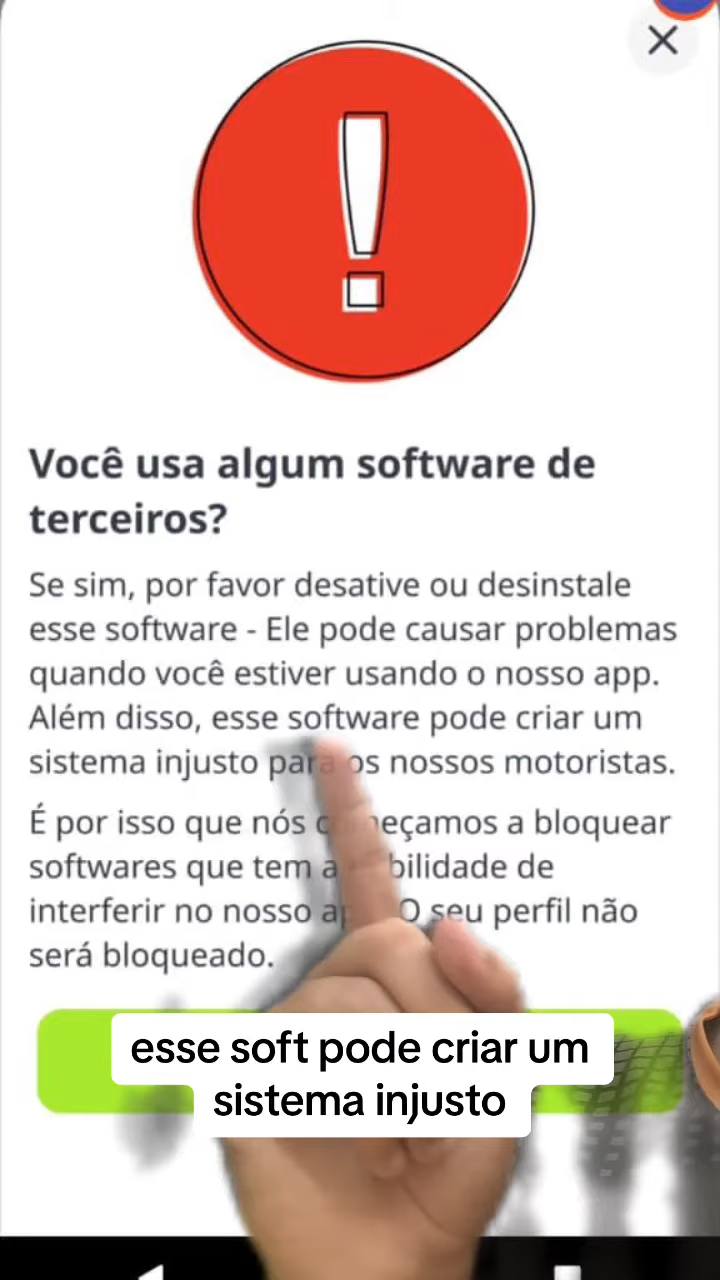 Você usa algum software de
terceiros?
Se sim, por favor desative ou desinstale
esse software - Ele pode causar problemas
quando você estiver usando o nosso app.
Além disso, esse software pode criar um
sistema injusto para os nossos motoristas.
É por isso que nós começamos a bloquear
softwares que tem a
interferir no nosso O seu perfil não
será bloqueado.
esse soft pode criar um
sistema injusto